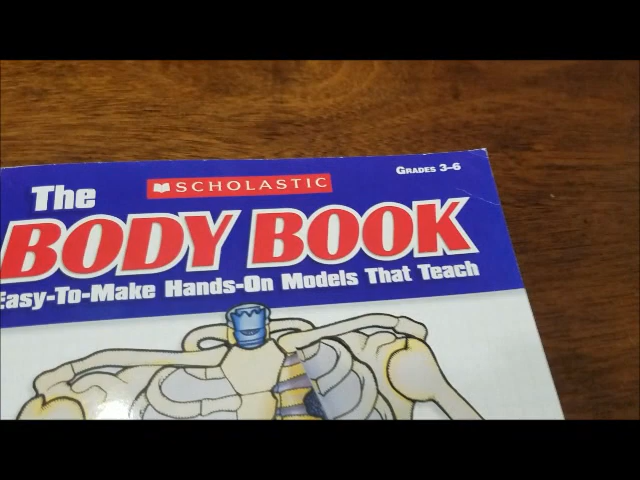 SCHOLASTIC
GRADES 3–6
The
BODY BOOK
Easy-To-Make Hands-On Models That Teach